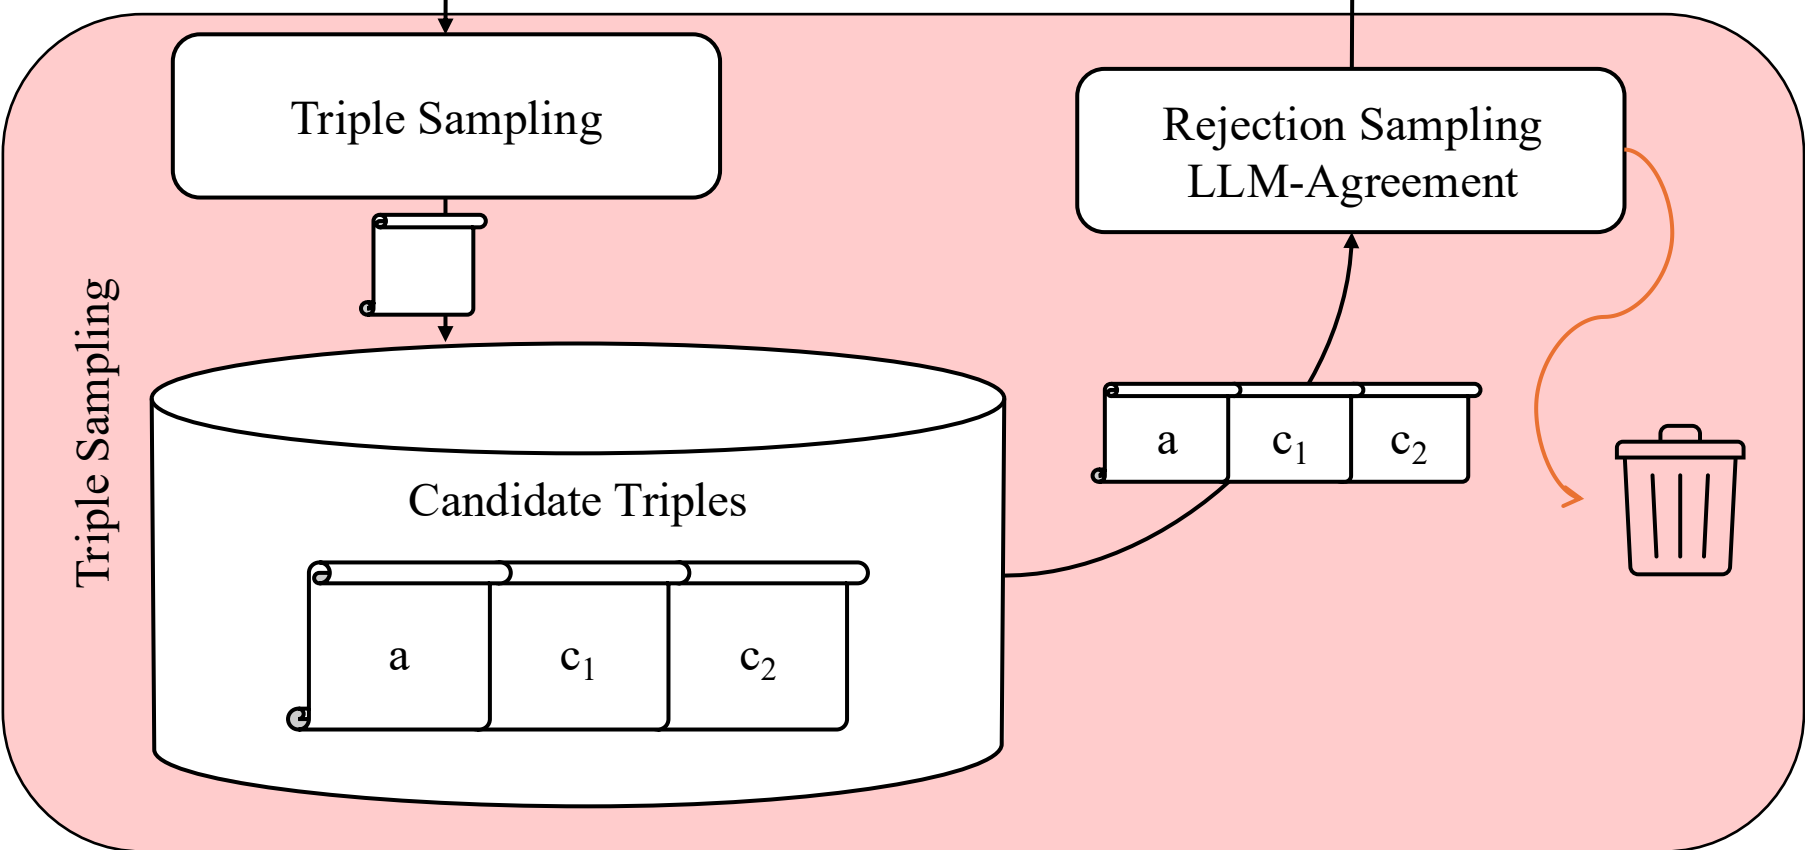 Triple Sampling
Rejection Sampling
LLM-Agreement
Triple Sampling
a c₁ c₂
Candidate Triples
a c₁ c₂